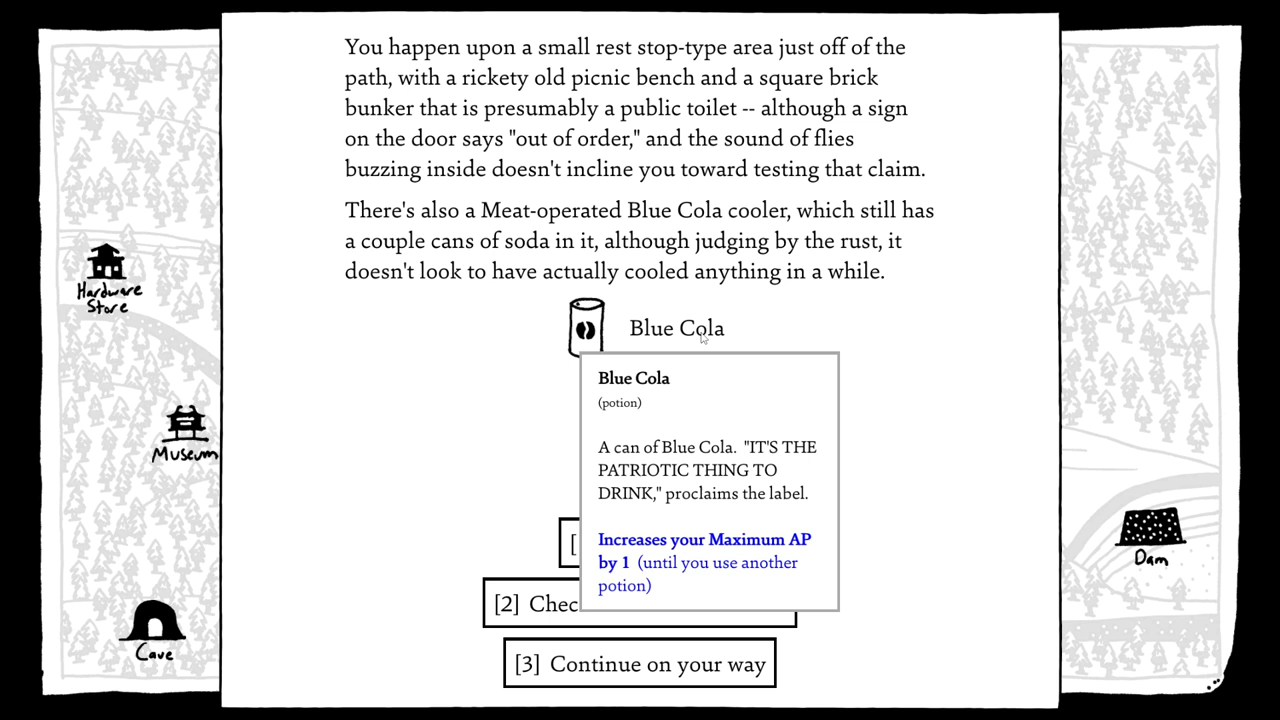 You happen upon a small rest stop-type area just off of the
path, with a rickety old picnic bench and a square brick
bunker that is presumably a public toilet -- although a sign
on the door says "out of order," and the sound of flies
buzzing inside doesn't incline you toward testing that claim.
There's also a Meat-operated Blue Cola cooler, which still has
a couple cans of soda in it, although judging by the rust, it
doesn't look to have actually cooled anything in a while.
Blue Cola
Blue Cola
(potion)
A can of Blue Cola. "IT'S THE
PATRIOTIC THING TO
DRINK," proclaims the label.
Increases your Maximum AP
by 1 (until you use another
potion)
[
[2] Chec
[3] Continue on your way
Hardware
Store
Museum
Cave
Dam